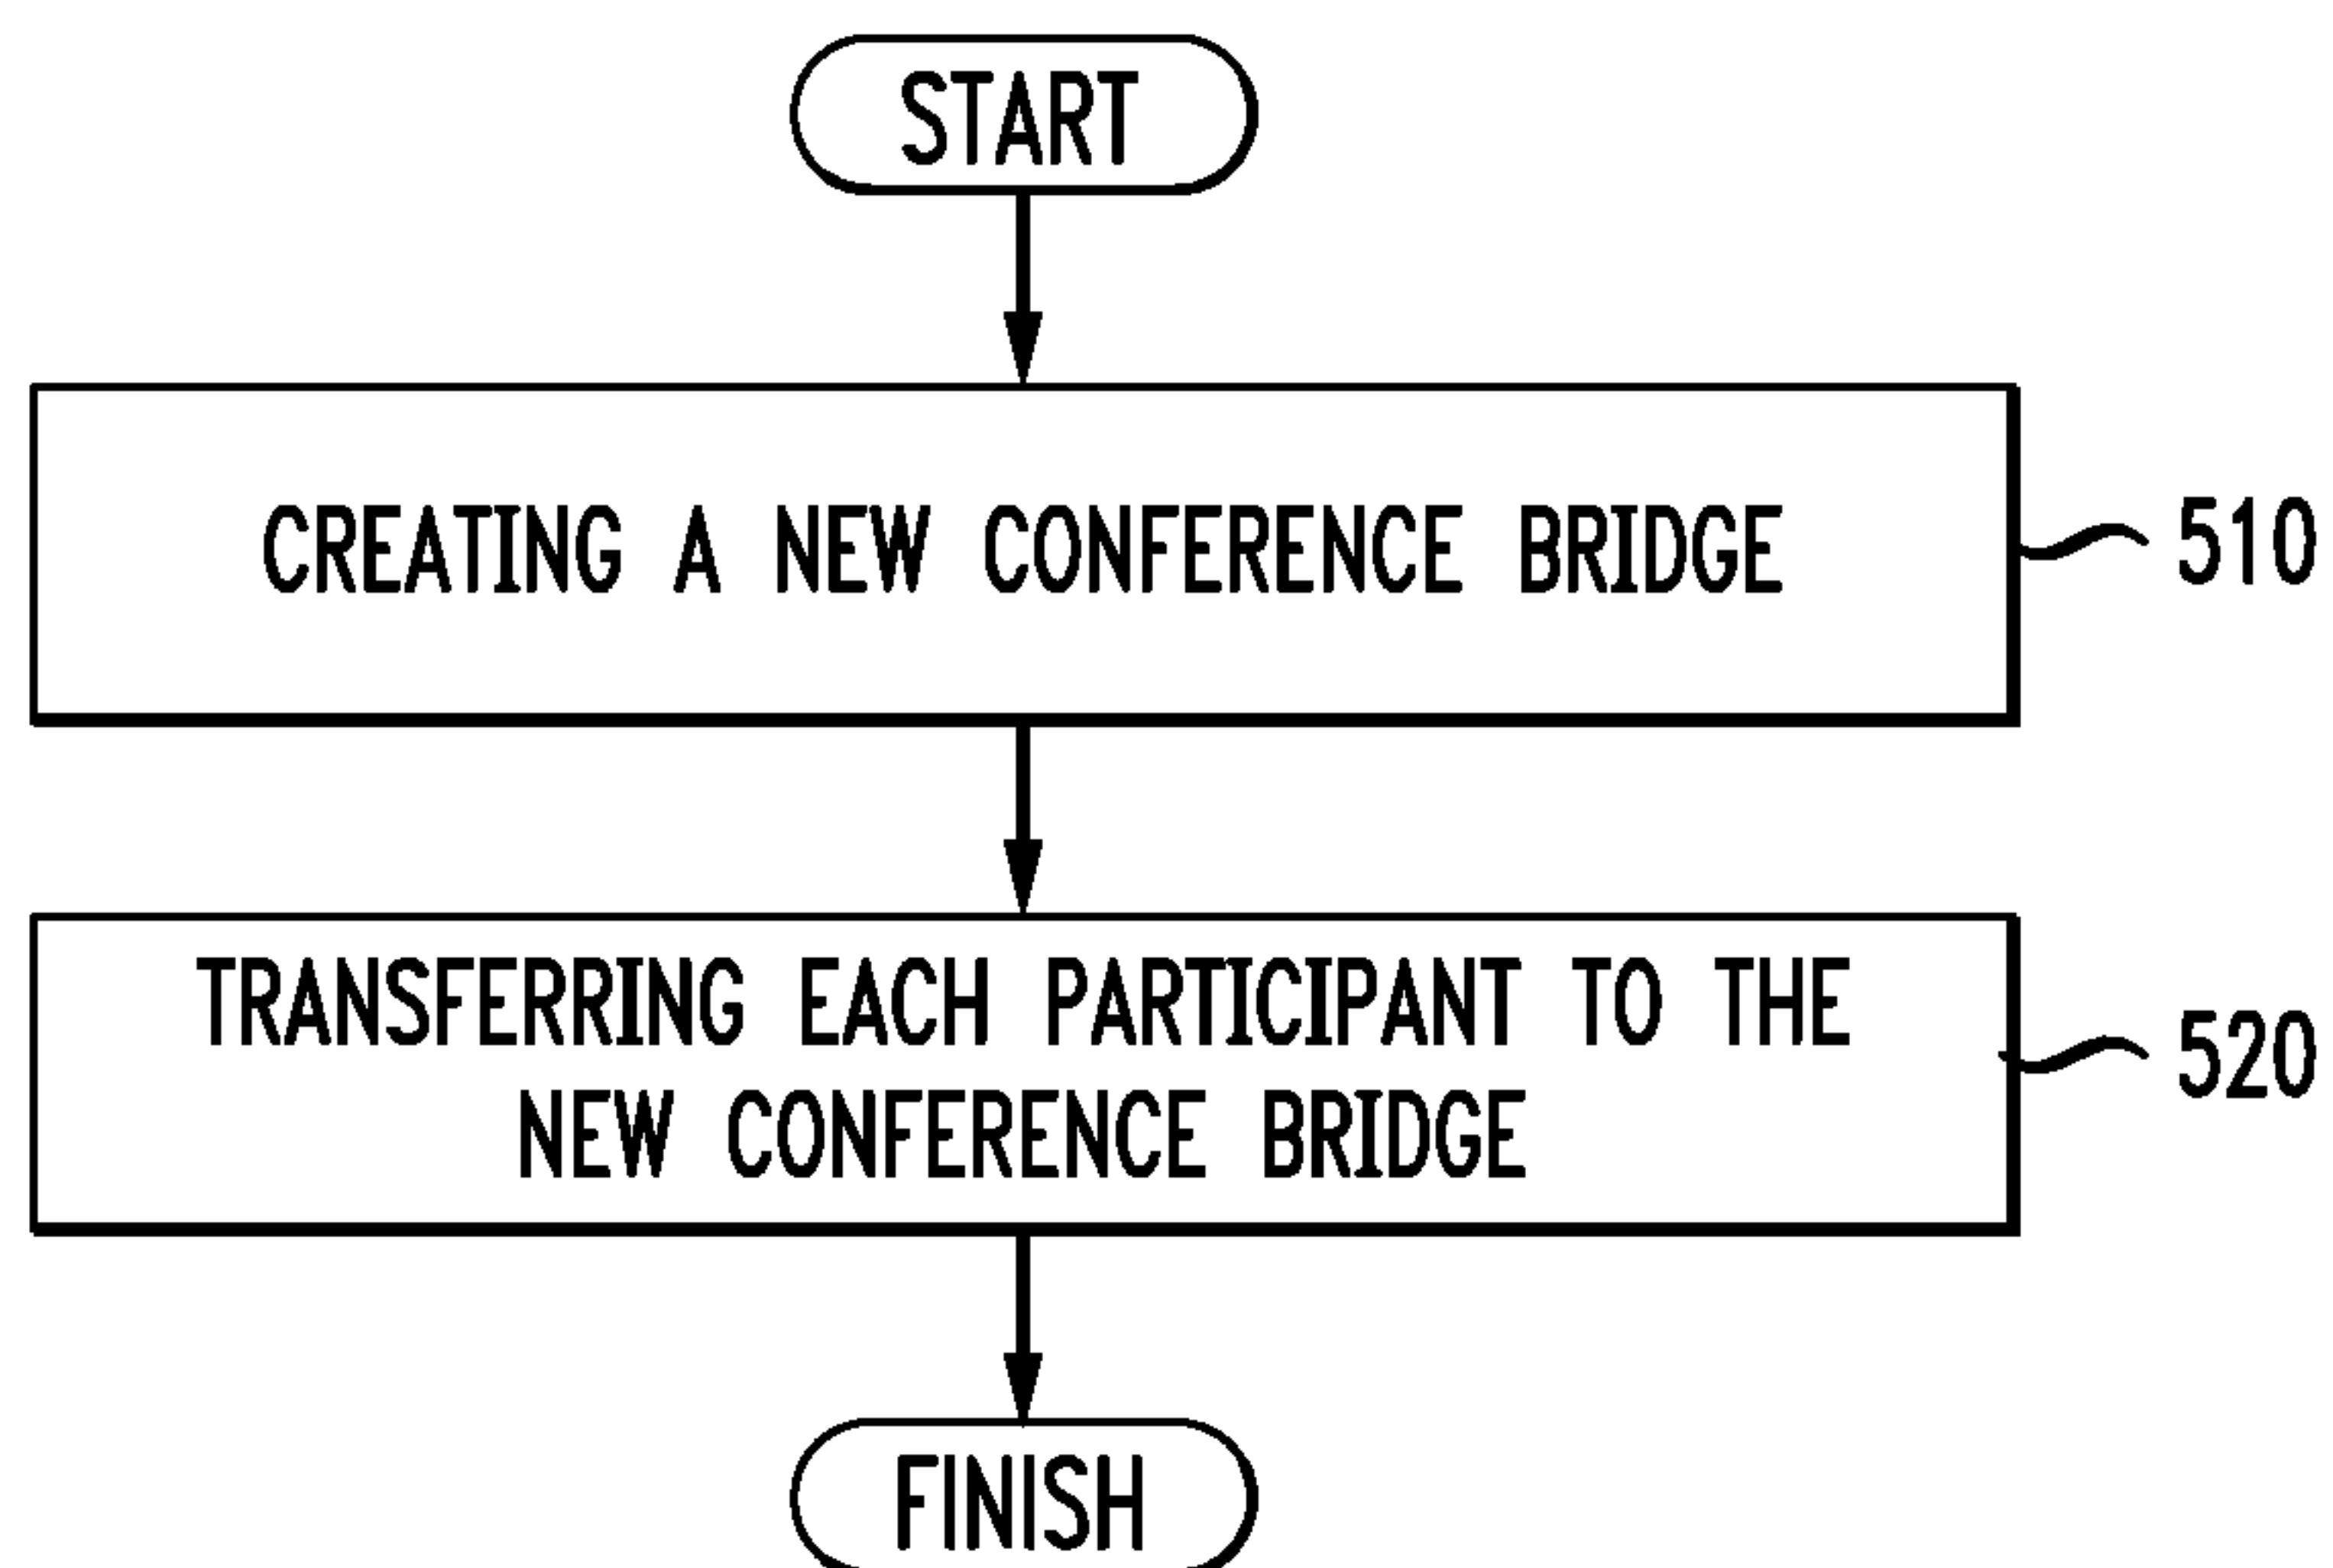 START
CREATING A NEW CONFERENCE BRIDGE
510
TRANSFERRING EACH PARTICIPANT TO THE
NEW CONFERENCE BRIDGE
520
FINISH